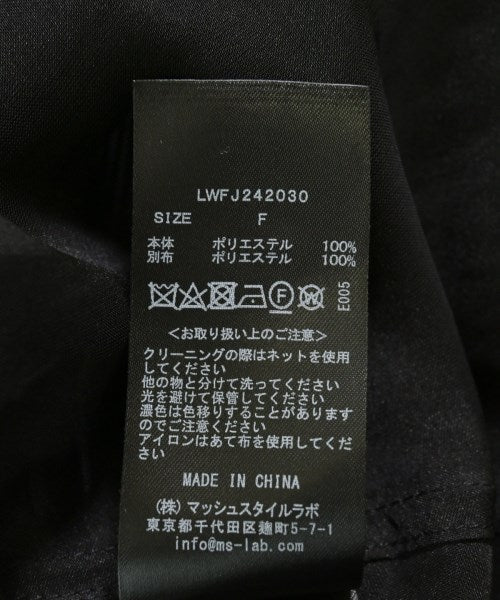 LWFJ242030
SIZE F
本体 ポリエステル 100%
別布 ポリエステル 100%
F W E005
<お取り扱い上のご注意>
クリーニングの際はネットを使用
してください
他の物と分けて洗ってください
光を避けて保管してください
濃色は色移りすることがあります
のでご注意ください
アイロンはあて布を使用してください
MADE IN CHINA
(株) マッシュスタイルラボ
東京都千代田区麹町5-7-1
info@ms-lab.com